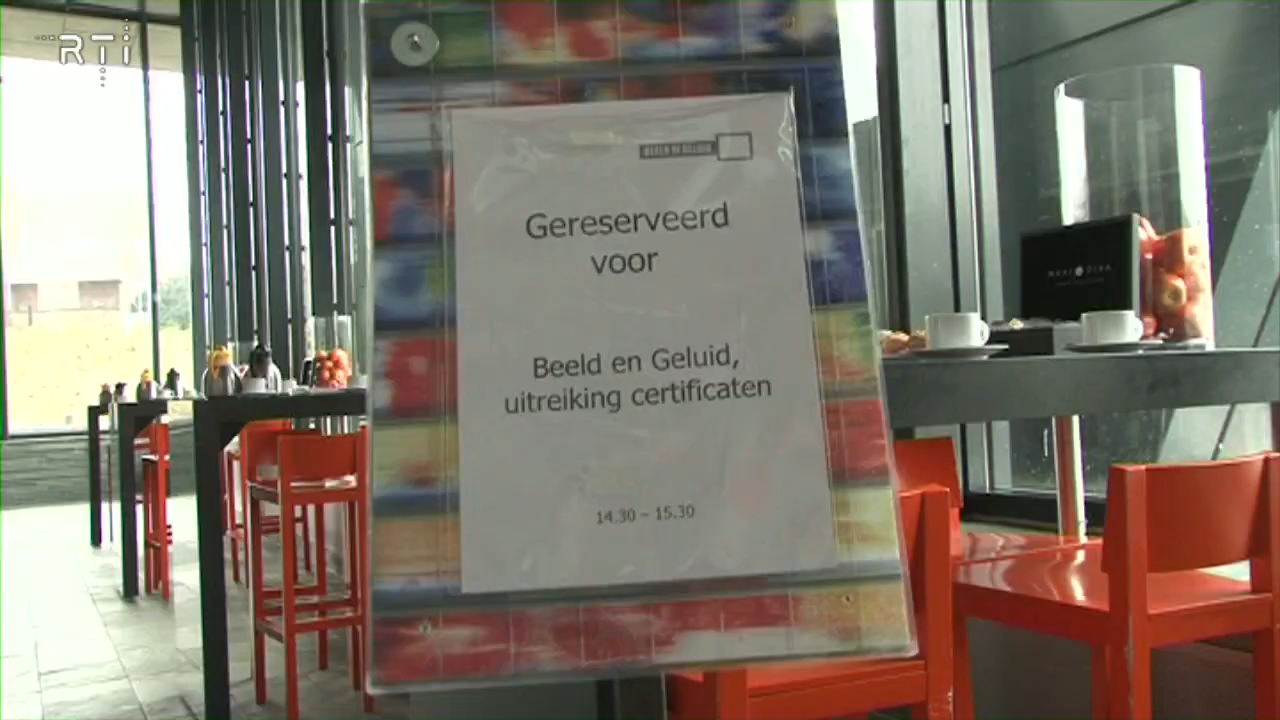 RTi
BEELD EN GELUID
Gereserveerd
voor
Beeld en Geluid,
uitreiking certificaten
14.30 – 15.30